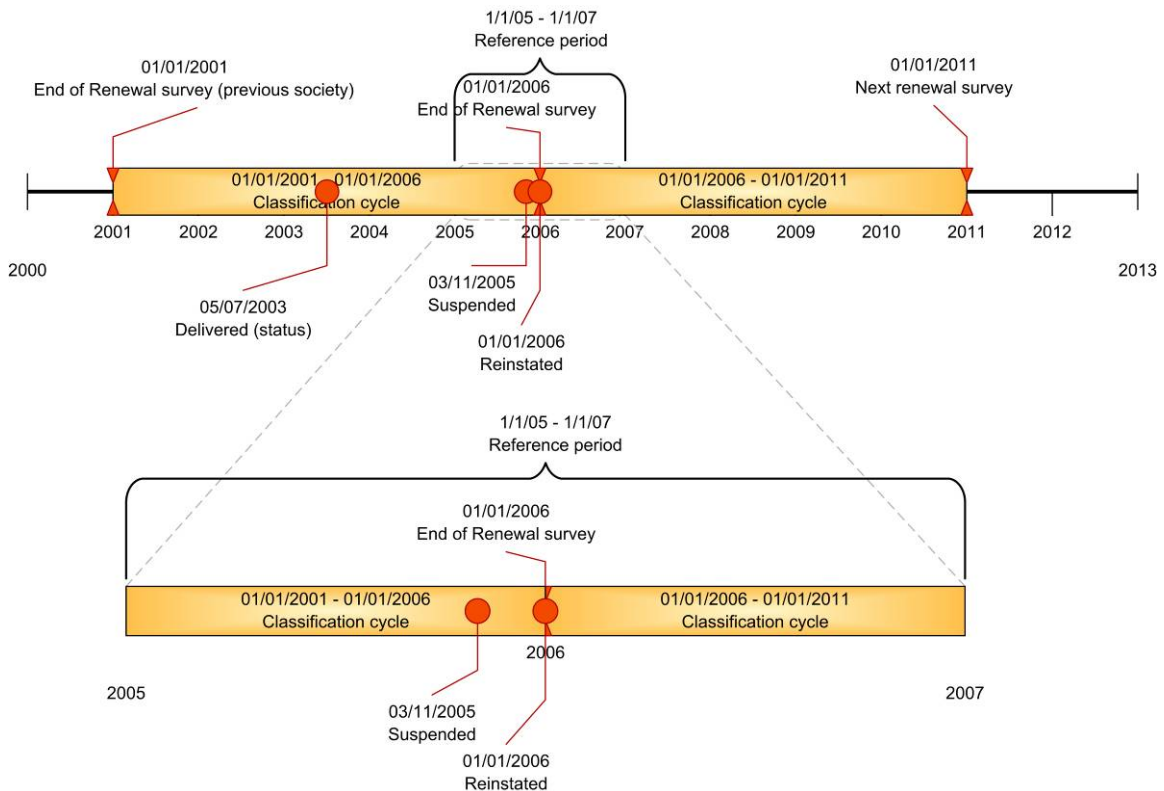 1/1/05 - 1/1/07
Reference period
01/01/2001
End of Renewal survey (previous society)
01/01/2006
End of Renewal survey
01/01/2011
Next renewal survey
01/01/2001 - 01/01/2006
Classification cycle
01/01/2006 - 01/01/2011
Classification cycle
2001
2002
2003
2004
2005
2006
2007
2008
2009
2010
2011
2012
2000
2013
05/07/2003
Delivered (status)
03/11/2005
Suspended
01/01/2006
Reinstated
1/1/05 - 1/1/07
Reference period
01/01/2006
End of Renewal survey
01/01/2001 - 01/01/2006
Classification cycle
01/01/2006 - 01/01/2011
Classification cycle
2006
2005
2007
03/11/2005
Suspended
01/01/2006
Reinstated